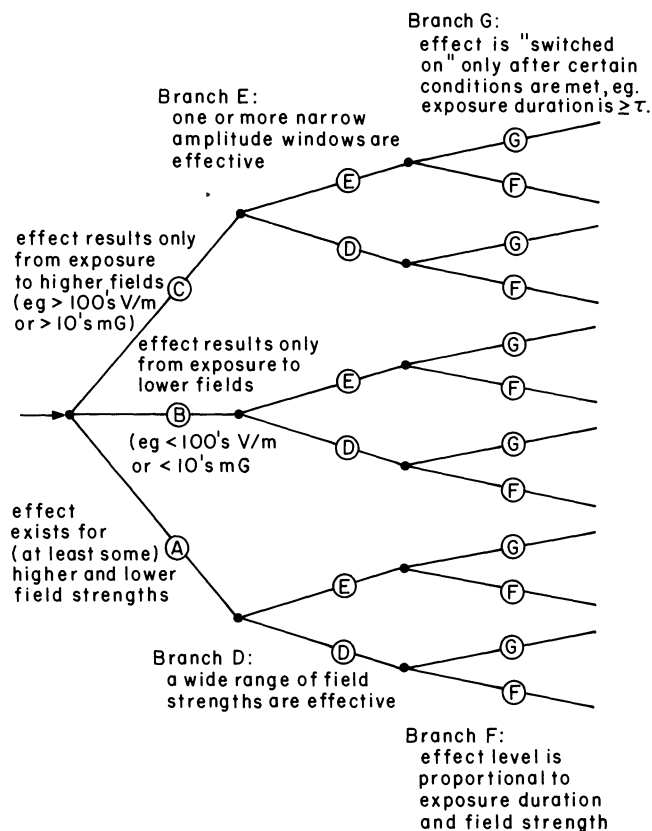 Branch G:
effect is "switched
on" only after certain
conditions are met, eg.
exposure duration is ≥ τ.
Branch E:
one or more narrow
amplitude windows are
effective
G
E
F
effect results only
from exposure
to higher fields
(eg > 100's V/m
or > 10's mG)
C
D
G
F
effect results only
from exposure to
lower fields
G
E
F
B
(eg < 100's V/m
or < 10's mG
D
G
F
effect
exists for
(at least some)
higher and lower
field strengths
A
G
E
F
Branch D:
a wide range of field
strengths are effective
D
G
F
Branch F:
effect level is
proportional to
exposure duration
and field strength